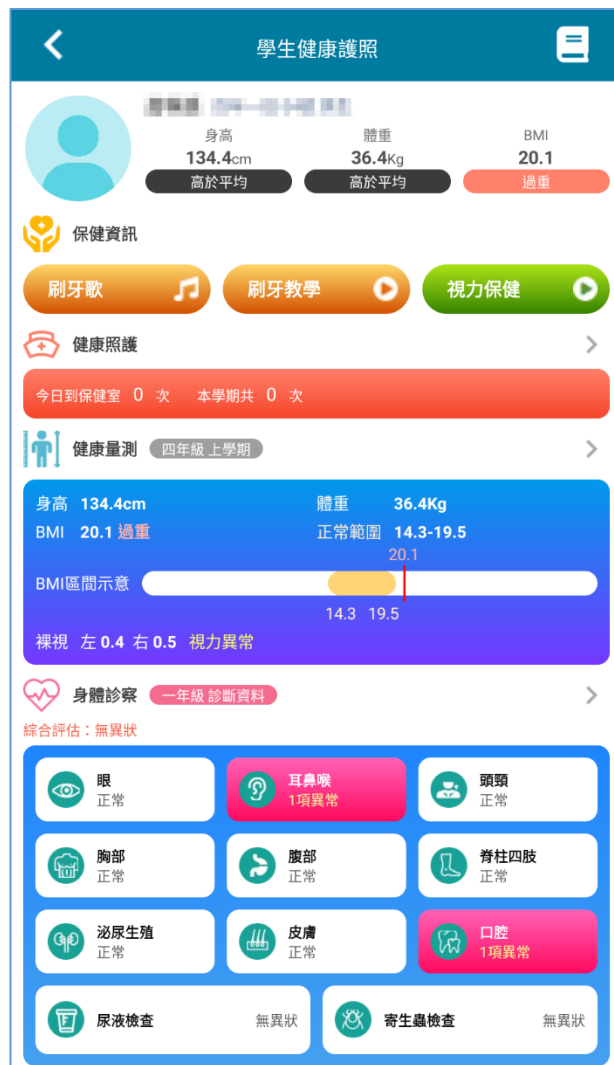 學生健康護照
身高 體重 BMI
134.4cm 36.4Kg 20.1
高於平均 高於平均 過重
保健資訊
刷牙歌 刷牙教學 視力保健
健康照護
今日到保健室 0 次 本學期共 0 次
健康量測 四年級 上學期
身高 134.4cm 體重 36.4Kg
BMI 20.1 過重 正常範圍 14.3-19.5
20.1
BMI區間示意
14.3 19.5
裸視 左 0.4 右 0.5 視力異常
身體診察 一年級 診斷資料
綜合評估：無異狀
眼 耳鼻喉 頭頸
正常 1項異常 正常
胸部 腹部 脊柱四肢
正常 正常 正常
泌尿生殖 皮膚 口腔
正常 正常 1項異常
尿液檢查 無異狀 寄生蟲檢查 無異狀